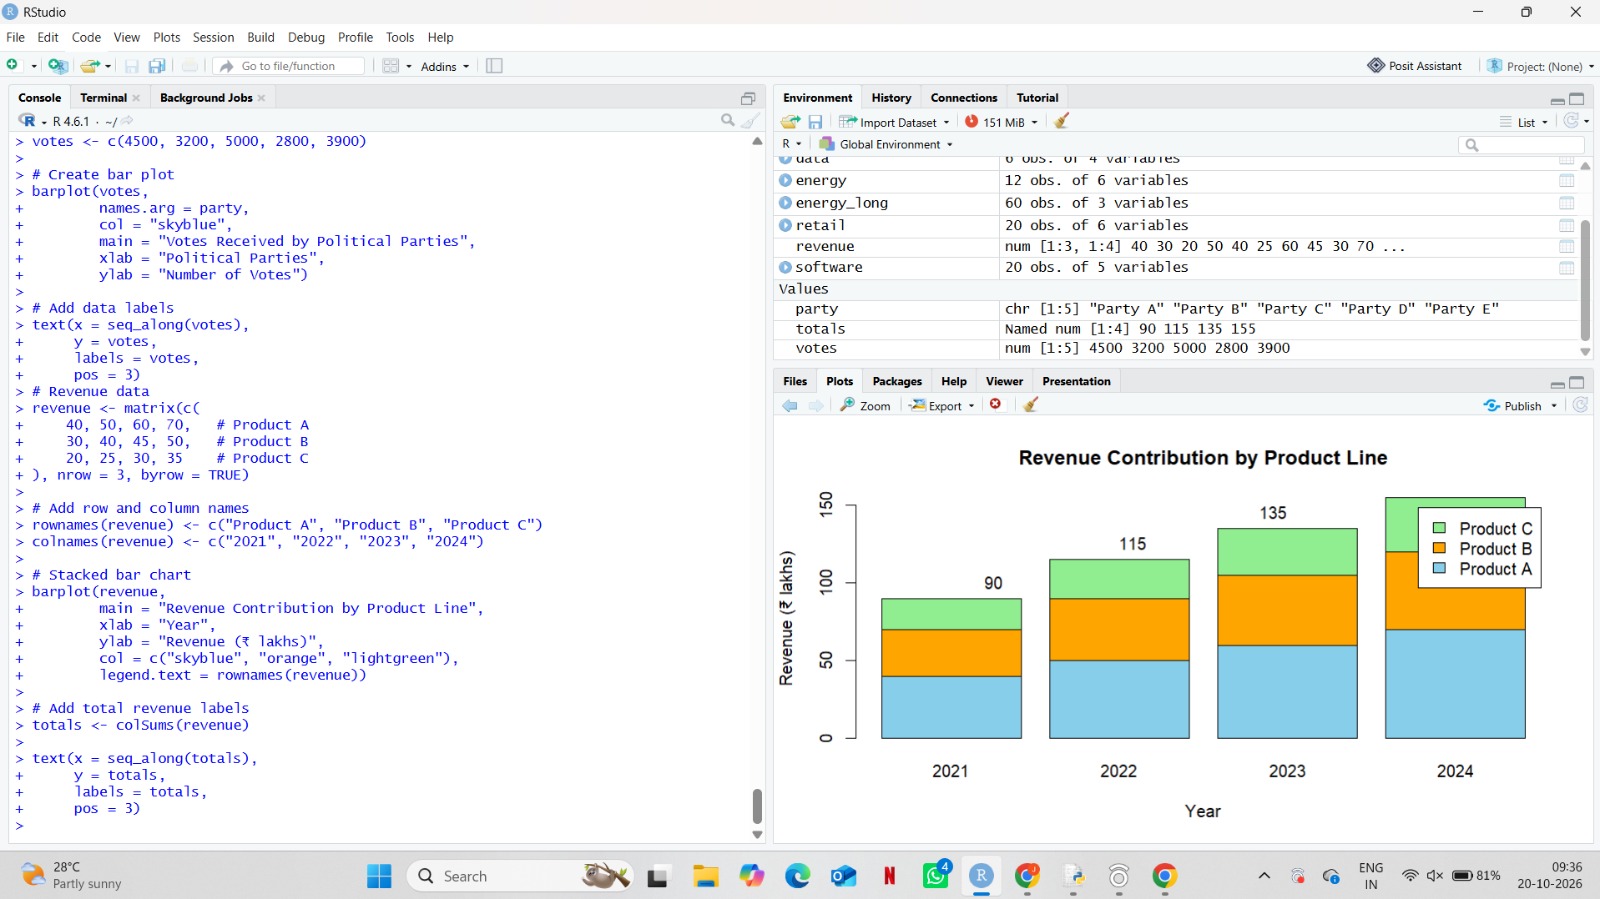 RStudio
File Edit Code View Plots Session Build Debug Profile Tools Help
Go to file/function Addins Posit Assistant Project: (None)
Console Terminal Background Jobs
R 4.6.1 · ~/
> votes <- c(4500, 3200, 5000, 2800, 3900)
>
> # Create bar plot
> barplot(votes,
+         names.arg = party,
+         col = "skyblue",
+         main = "Votes Received by Political Parties",
+         xlab = "Political Parties",
+         ylab = "Number of Votes")
>
> # Add data labels
> text(x = seq_along(votes),
+      y = votes,
+      labels = votes,
+      pos = 3)
> # Revenue data
> revenue <- matrix(c(
+     40, 50, 60, 70,   # Product A
+     30, 40, 45, 50,   # Product B
+     20, 25, 30, 35    # Product C
+ ), nrow = 3, byrow = TRUE)
>
> # Add row and column names
> rownames(revenue) <- c("Product A", "Product B", "Product C")
> colnames(revenue) <- c("2021", "2022", "2023", "2024")
>
> # Stacked bar chart
> barplot(revenue,
+         main = "Revenue Contribution by Product Line",
+         xlab = "Year",
+         ylab = "Revenue (₹ lakhs)",
+         col = c("skyblue", "orange", "lightgreen"),
+         legend.text = rownames(revenue))
>
> # Add total revenue labels
> totals <- colSums(revenue)
>
> text(x = seq_along(totals),
+      y = totals,
+      labels = totals,
+      pos = 3)
>
Environment History Connections Tutorial
Import Dataset 151 MiB List
R Global Environment
data 6 obs. of 4 variables
energy 12 obs. of 6 variables
energy_long 60 obs. of 3 variables
retail 20 obs. of 6 variables
revenue num [1:3, 1:4] 40 30 20 50 40 25 60 45 30 70 ...
software 20 obs. of 5 variables
Values
party chr [1:5] "Party A" "Party B" "Party C" "Party D" "Party E"
totals Named num [1:4] 90 115 135 155
votes num [1:5] 4500 3200 5000 2800 3900
Files Plots Packages Help Viewer Presentation
Zoom Export Publish
Revenue Contribution by Product Line
Revenue (₹ lakhs)
150
100
50
0
90
115
135
Product C
Product B
Product A
2021 2022 2023 2024
Year
28°C
Partly sunny
Search
4
ENG
IN
81%
09:36
20-10-2026